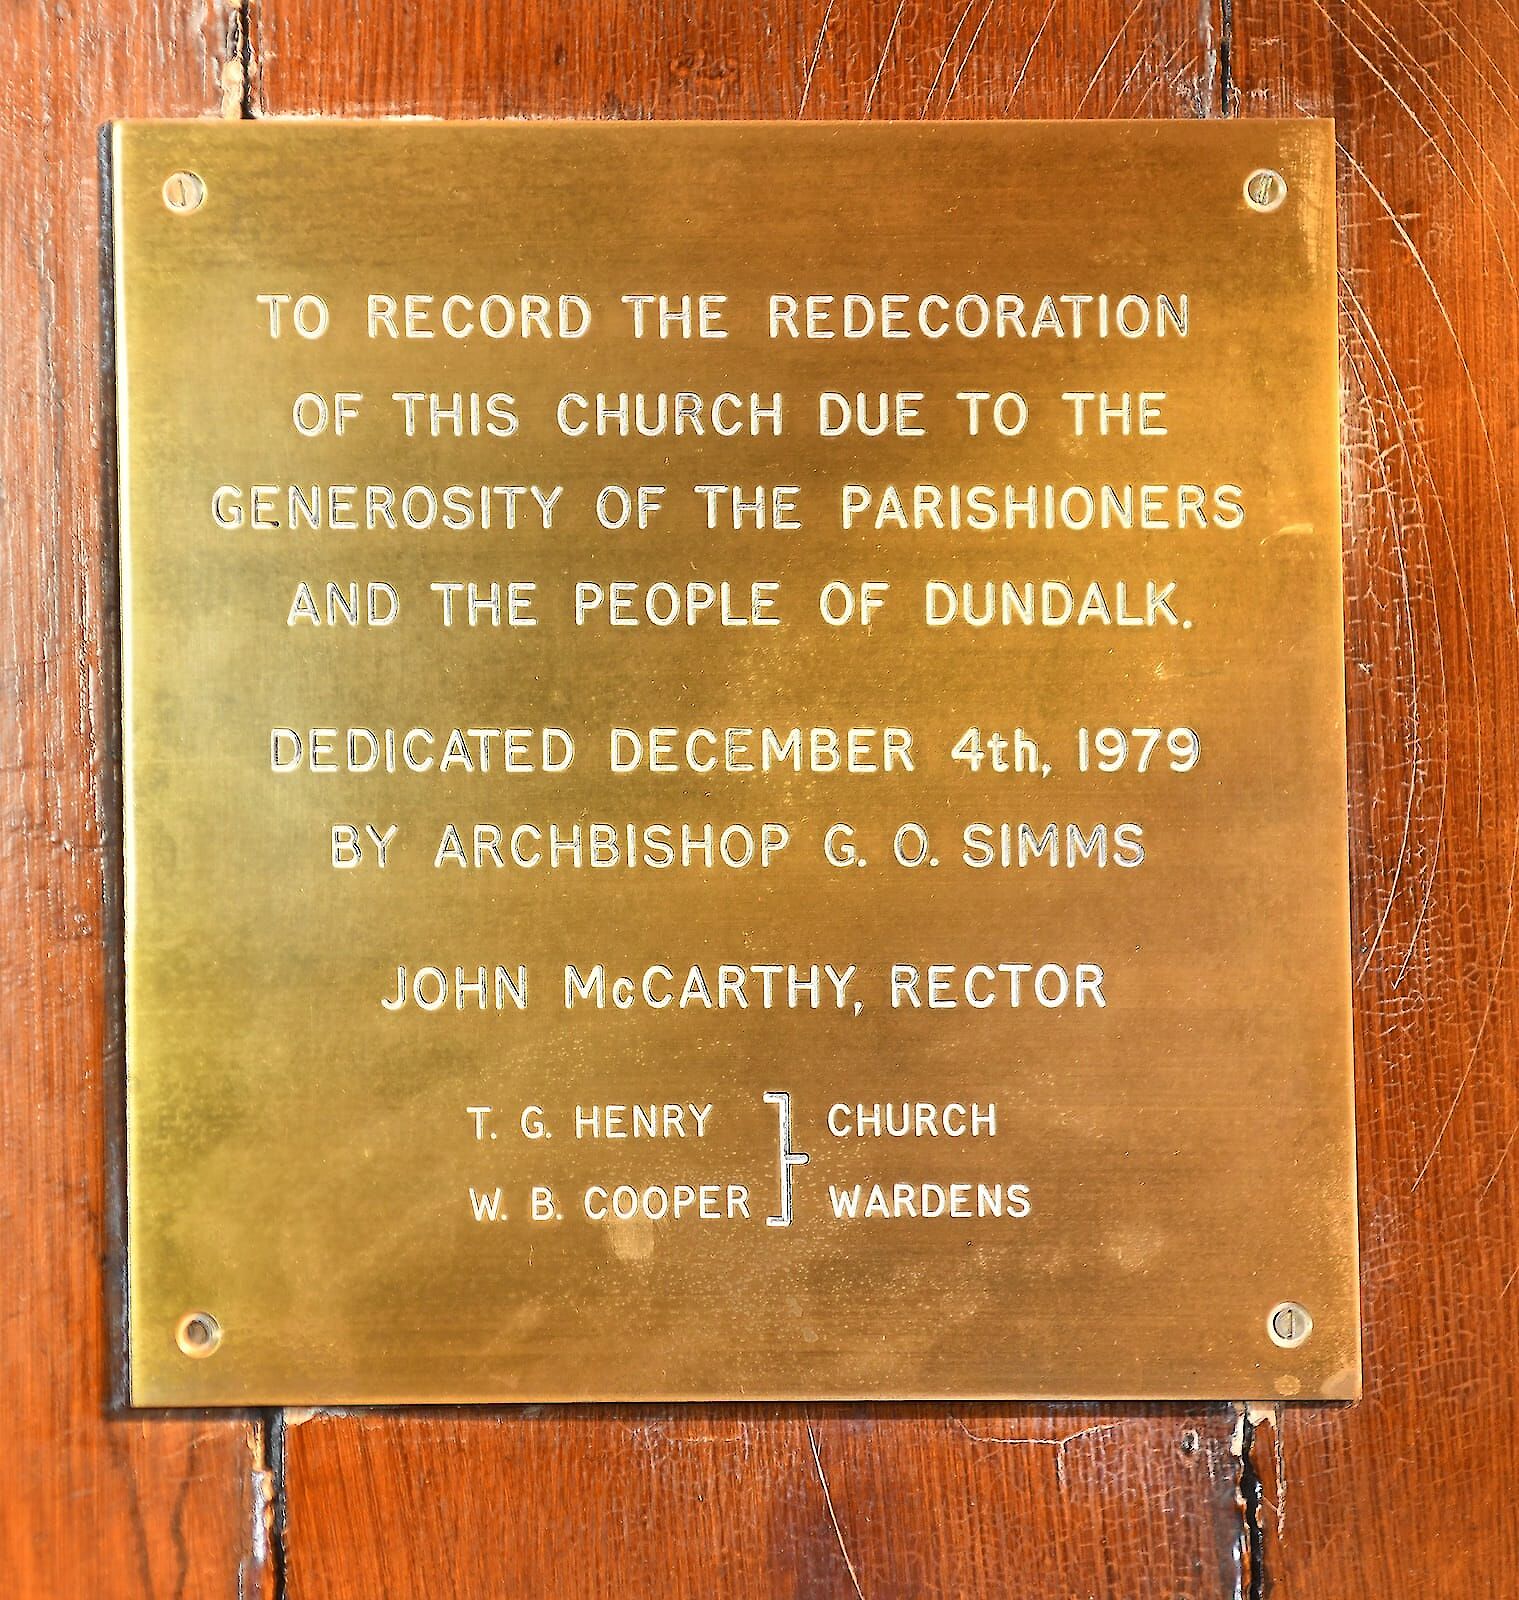 TO RECORD THE REDECORATION
OF THIS CHURCH DUE TO THE
GENEROSITY OF THE PARISHIONERS
AND THE PEOPLE OF DUNDALK.
DEDICATED DECEMBER 4th, 1979
BY ARCHBISHOP G. O. SIMMS
JOHN McCARTHY, RECTOR
T. G. HENRY } CHURCH
W. B. COOPER } WARDENS